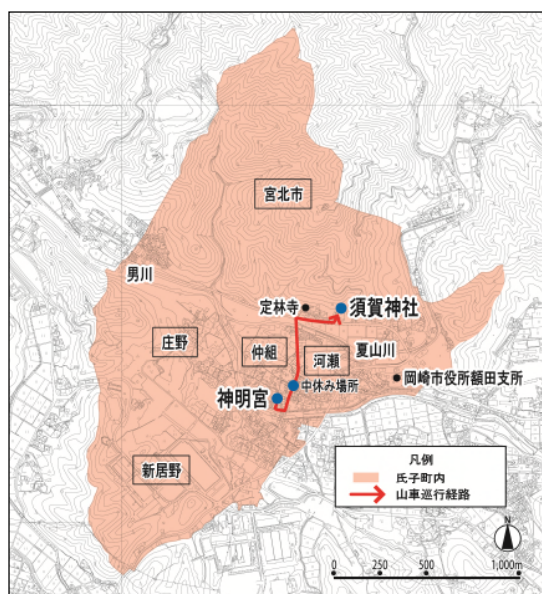 宮北市
男川
定林寺
須賀神社
庄野
仲組
河瀬
夏山川
中休み場所
岡崎市役所額田支所
神明宮
新居野
凡例
氏子町内
山車巡行経路
N
0 250 500 1,000m